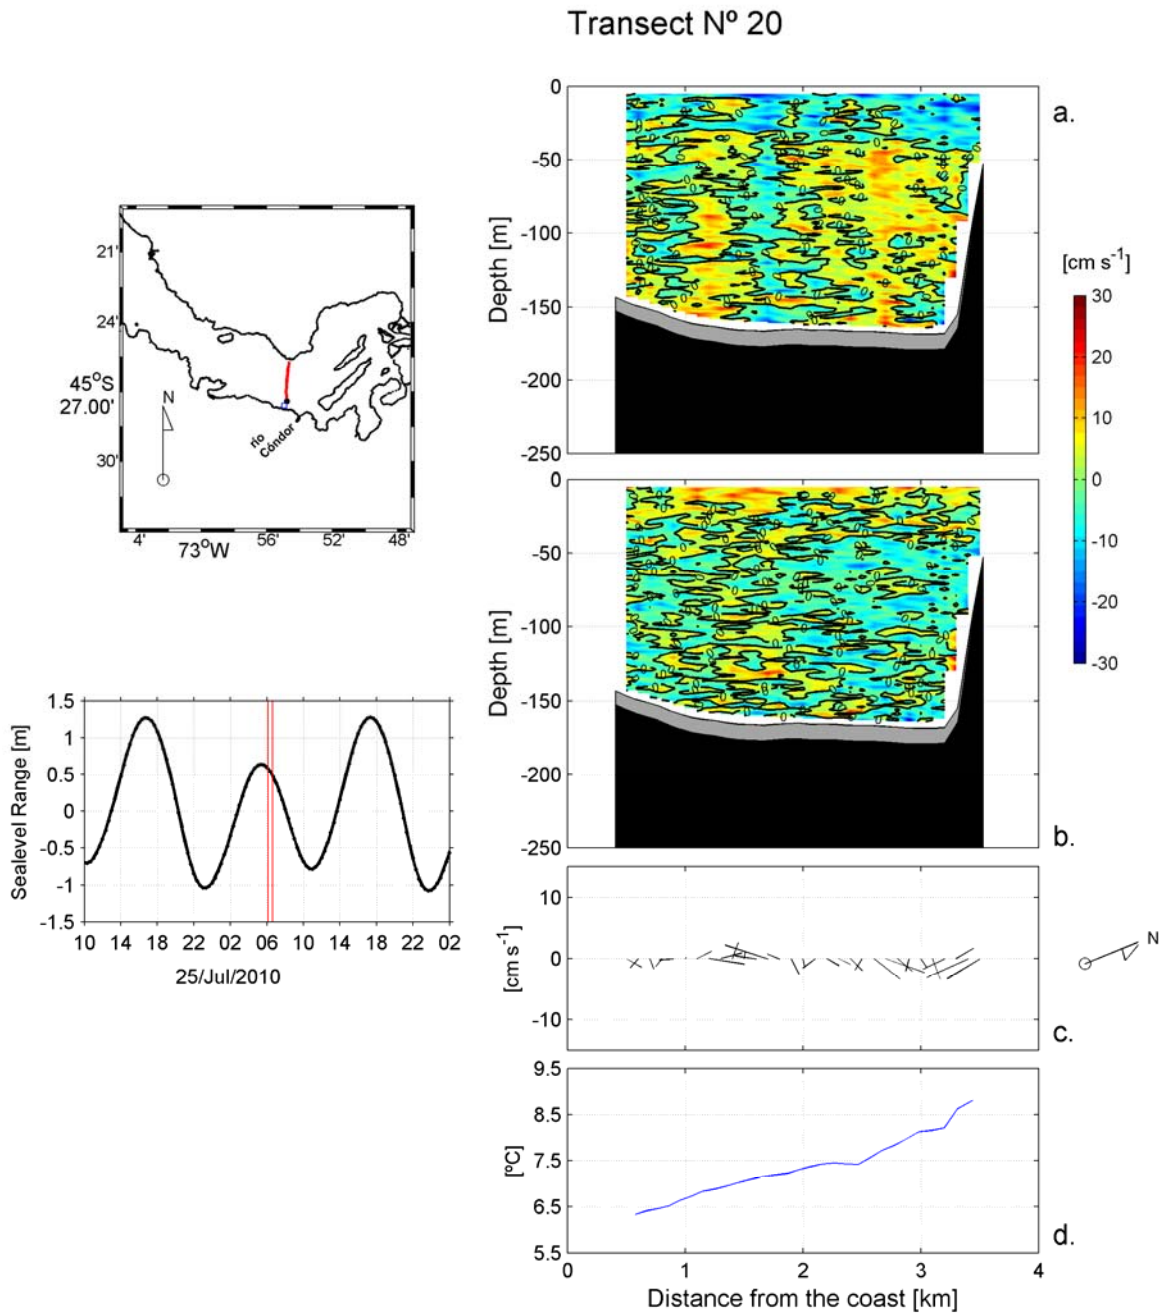 Transect Nº 20
a.
0
-50
-100
-150
-200
-250
Depth [m]
21'
24'
45°S
27.00'
30'
N
río
Cóndor
4'
73°W
56'
52'
48'
[cm s-1]
30
20
10
0
-10
-20
-30
b.
0
-50
-100
-150
-200
-250
Depth [m]
1.5
1
0.5
0
-0.5
-1
-1.5
Sealevel Range [m]
10 14 18 22 02 06 10 14 18 22 02
25/Jul/2010
c.
10
0
-10
[cm s-1]
N
d.
9.5
8.5
7.5
6.5
5.5
[ºC]
0 1 2 3 4
Distance from the coast [km]